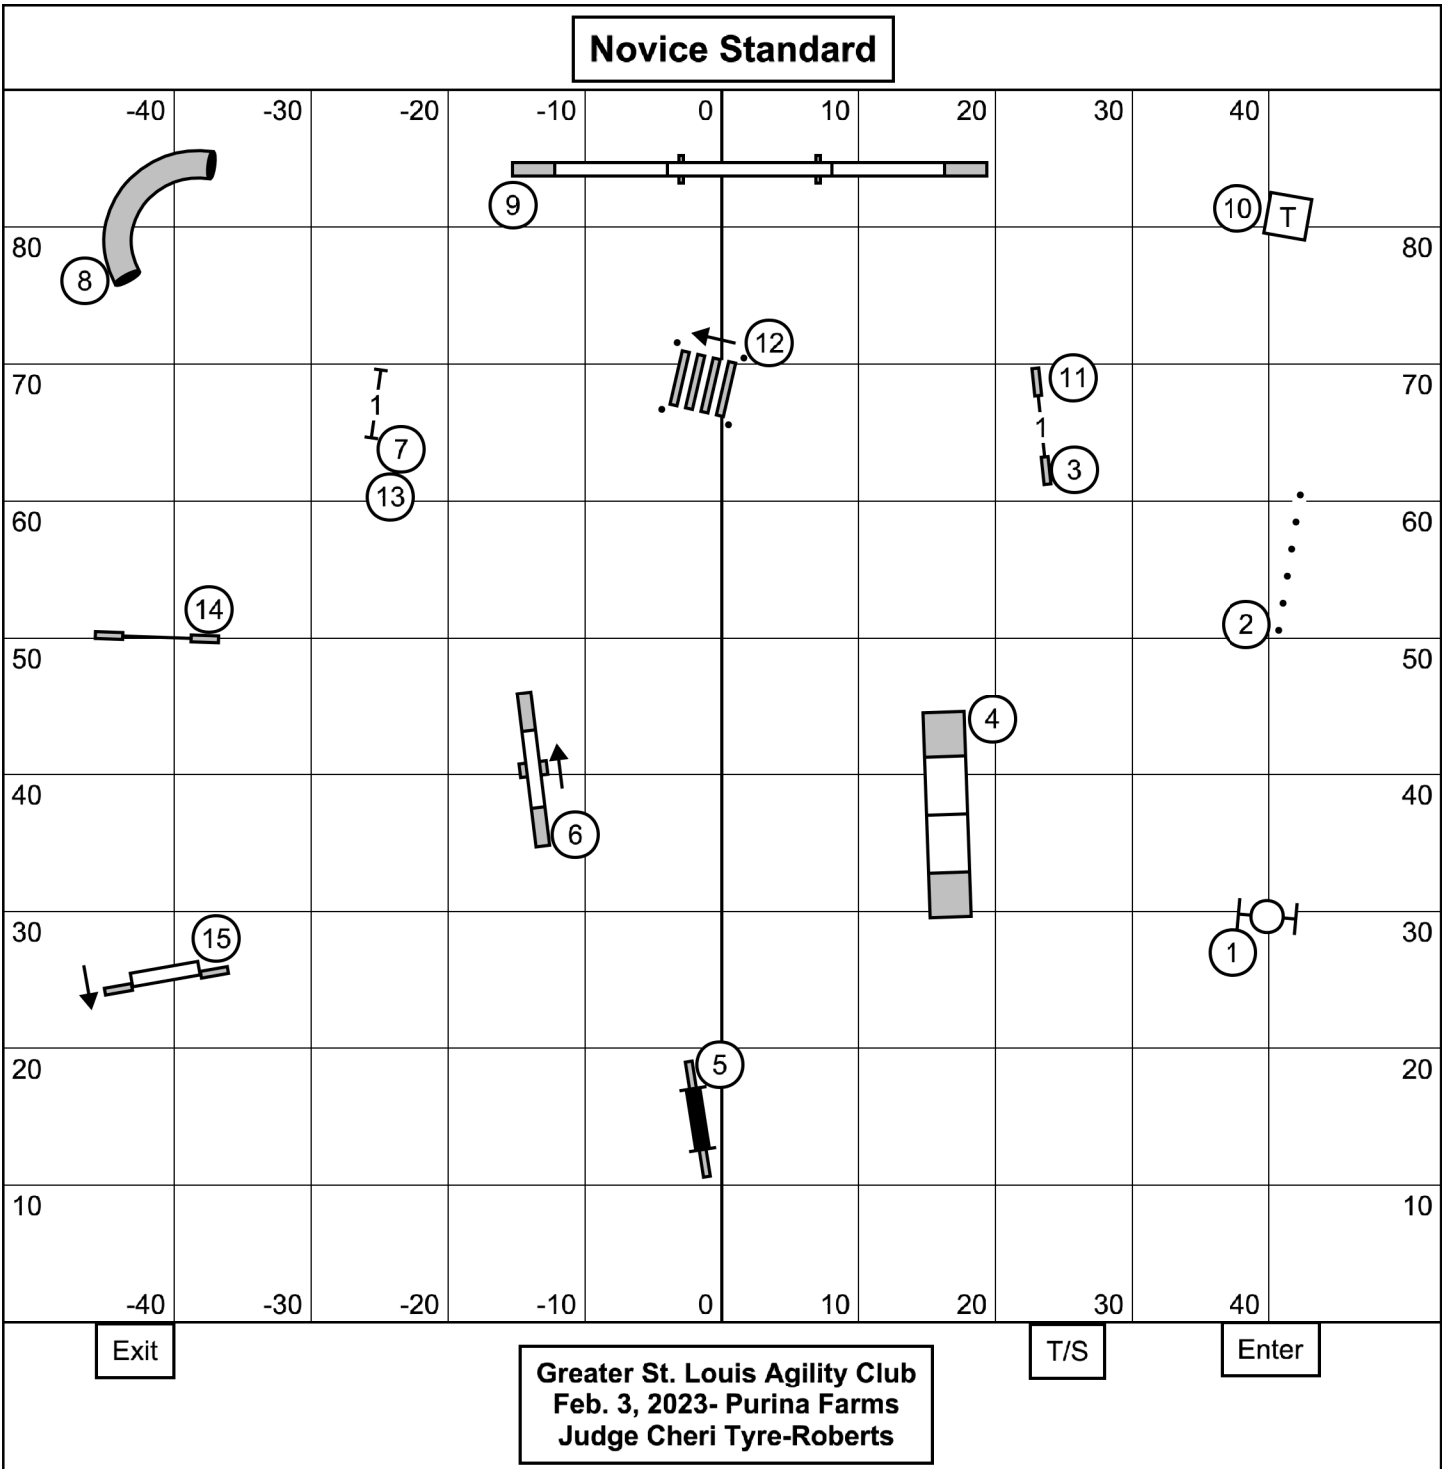 Novice Standard
-40 -30 -20 -10 0 10 20 30 40
9
10 T
80 80
8
12
70 11 70
1 1
7
3
13
60 60
14
2
50 50
4
40 40
6
30 15 30
1
5
20 20
10 10
-40 -30 -20 -10 0 10 20 30 40
Exit T/S Enter
Greater St. Louis Agility Club
Feb. 3, 2023- Purina Farms
Judge Cheri Tyre-Roberts